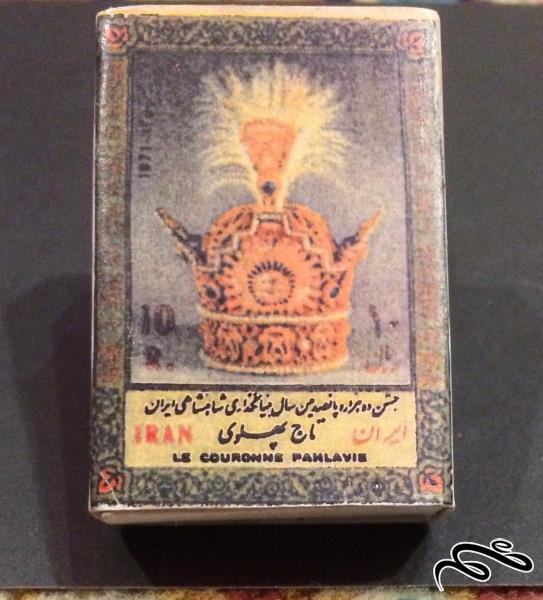 1971
10
R.
۱۰
ریال
جشن دو هزار و پانصدمین سال بنیانگذاری شاهنشاهی ایران
IRAN تاج پهلوی ایران
LE COURONNE PAHLAVIE